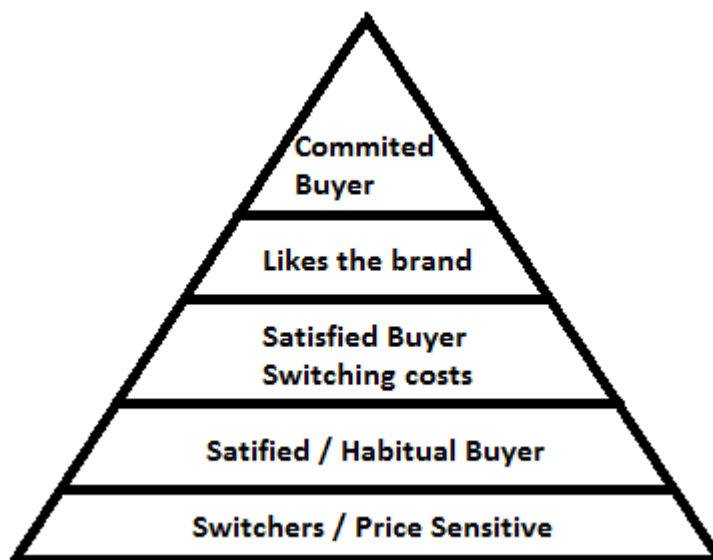 Commited
Buyer
Likes the brand
Satisfied Buyer
Switching costs
Satified / Habitual Buyer
Switchers / Price Sensitive